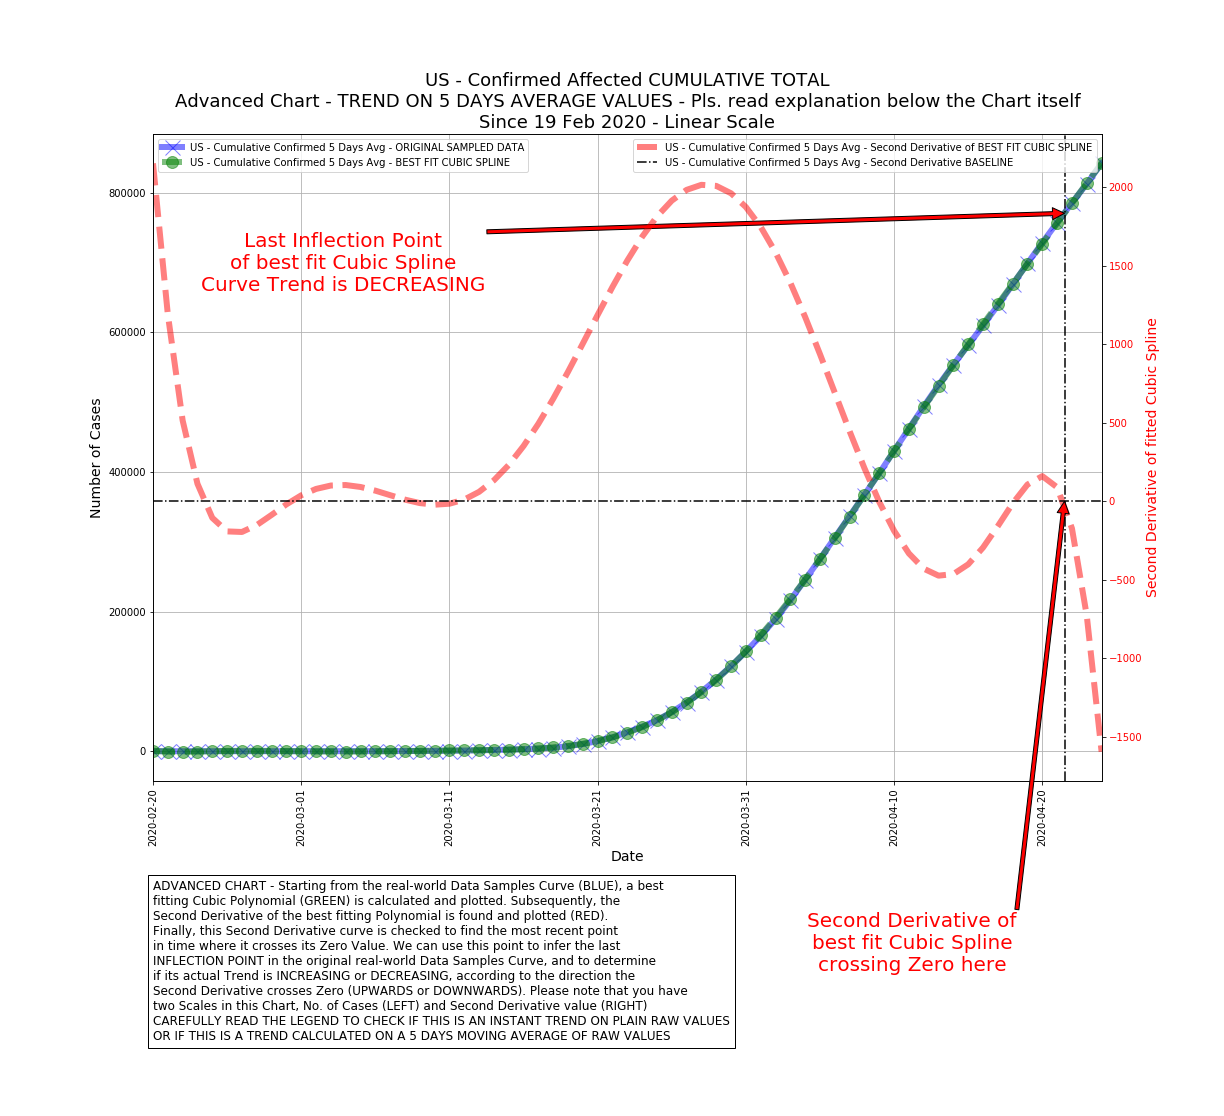 US - Confirmed Affected CUMULATIVE TOTAL
Advanced Chart - TREND ON 5 DAYS AVERAGE VALUES - Pls. read explanation below the Chart itself
Since 19 Feb 2020 - Linear Scale
US - Cumulative Confirmed 5 Days Avg - ORIGINAL SAMPLED DATA
US - Cumulative Confirmed 5 Days Avg - BEST FIT CUBIC SPLINE
US - Cumulative Confirmed 5 Days Avg - Second Derivative of BEST FIT CUBIC SPLINE
US - Cumulative Confirmed 5 Days Avg - Second Derivative BASELINE
Last Inflection Point
of best fit Cubic Spline
Curve Trend is DECREASING
Number of Cases
800000
600000
400000
200000
0
2000
1500
1000
500
0
−500
−1000
−1500
Second Derivative of fitted Cubic Spline
2020-02-20
2020-03-01
2020-03-11
2020-03-21
2020-03-31
2020-04-10
2020-04-20
Date
ADVANCED CHART - Starting from the real-world Data Samples Curve (BLUE), a best
fitting Cubic Polynomial (GREEN) is calculated and plotted. Subsequently, the
Second Derivative of the best fitting Polynomial is found and plotted (RED).
Finally, this Second Derivative curve is checked to find the most recent point
in time where it crosses its Zero Value. We can use this point to infer the last
INFLECTION POINT in the original real-world Data Samples Curve, and to determine
if its actual Trend is INCREASING or DECREASING, according to the direction the
Second Derivative crosses Zero (UPWARDS or DOWNWARDS). Please note that you have
two Scales in this Chart, No. of Cases (LEFT) and Second Derivative value (RIGHT)
CAREFULLY READ THE LEGEND TO CHECK IF THIS IS AN INSTANT TREND ON PLAIN RAW VALUES
OR IF THIS IS A TREND CALCULATED ON A 5 DAYS MOVING AVERAGE OF RAW VALUES
Second Derivative of
best fit Cubic Spline
crossing Zero here